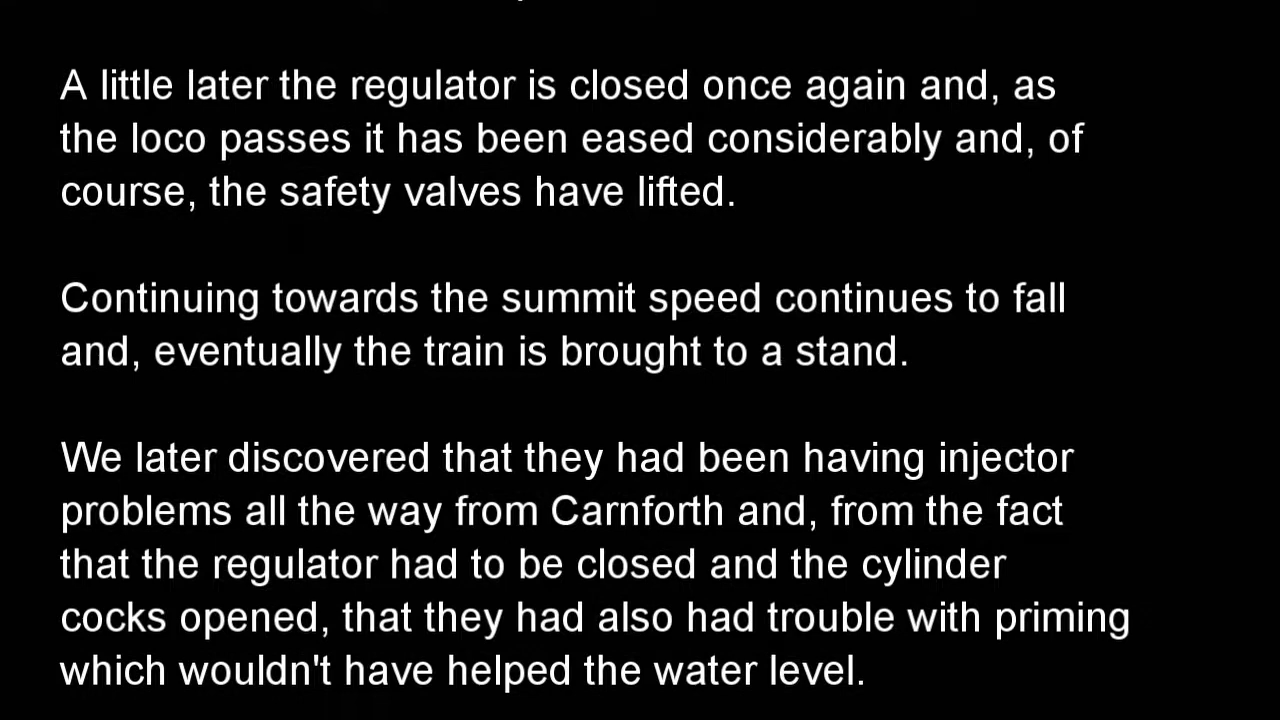 A little later the regulator is closed once again and, as
the loco passes it has been eased considerably and, of
course, the safety valves have lifted.
Continuing towards the summit speed continues to fall
and, eventually the train is brought to a stand.
We later discovered that they had been having injector
problems all the way from Carnforth and, from the fact
that the regulator had to be closed and the cylinder
cocks opened, that they had also had trouble with priming
which wouldn't have helped the water level.